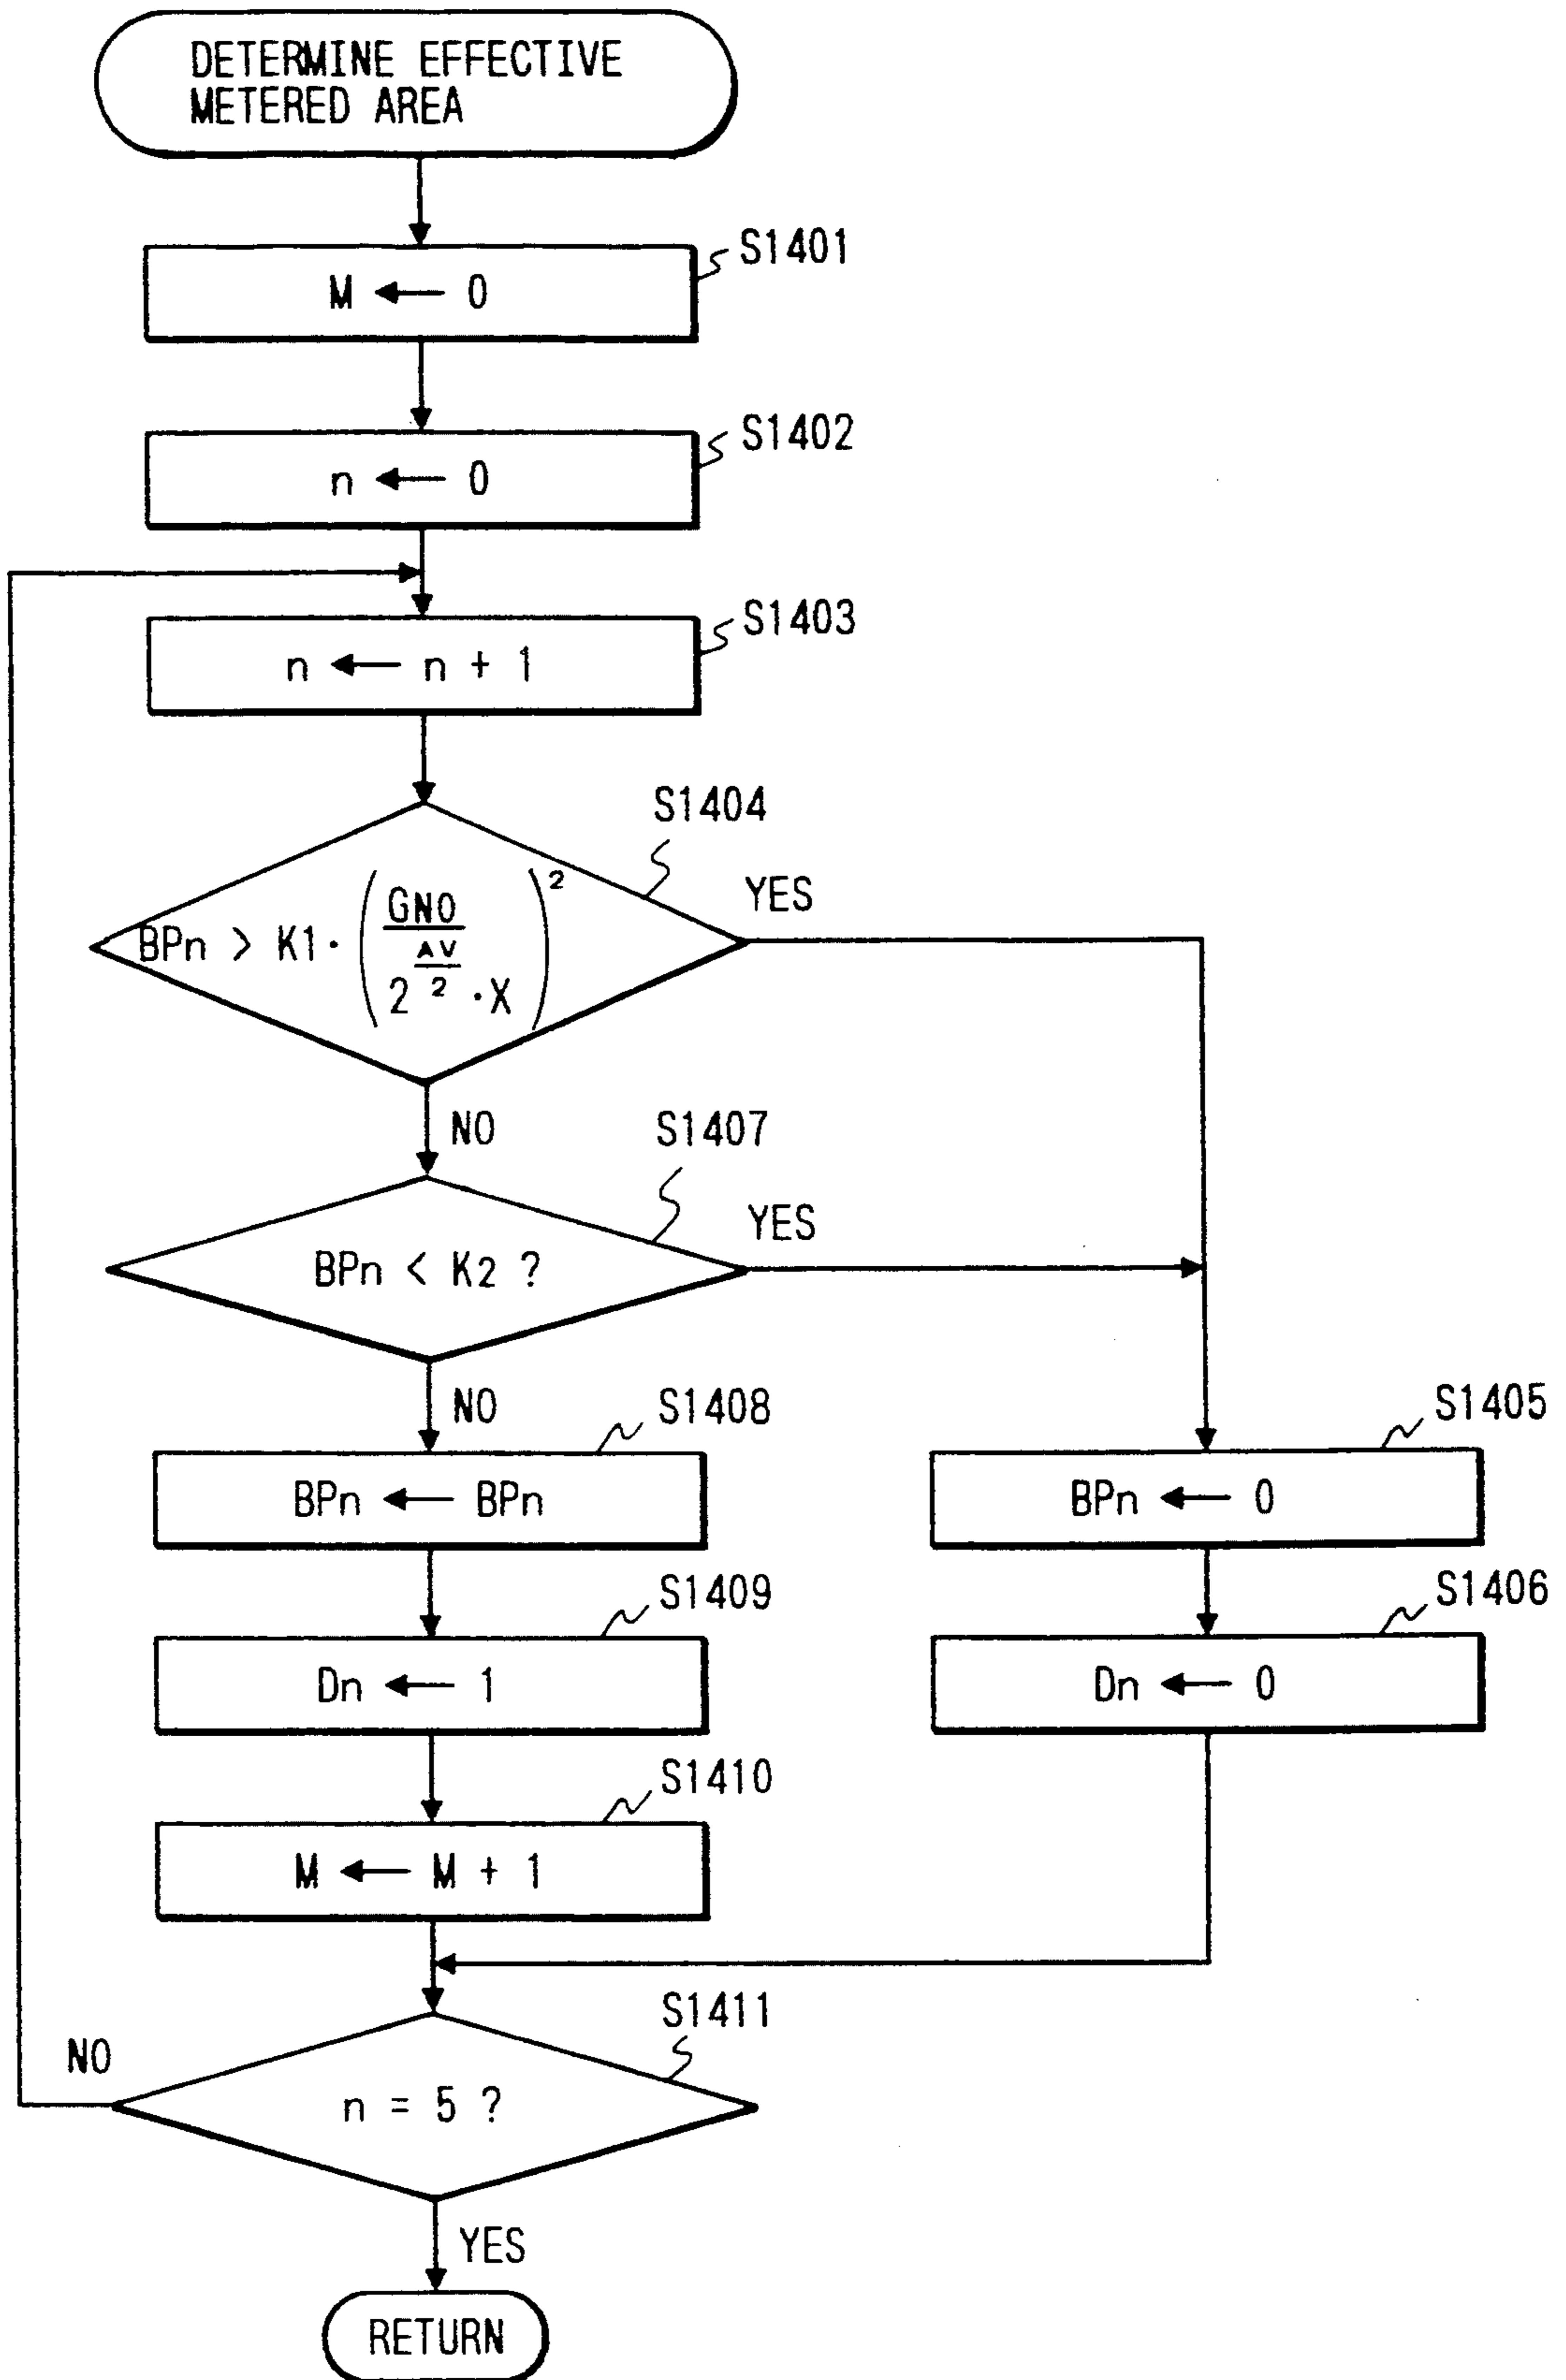 DETERMINE EFFECTIVE
METERED AREA
S1401
M ← 0
S1402
n ← 0
S1403
n ← n + 1
S1404
BPn > K1 · ( GNO / 2^(AV/2) · X )²
YES
NO
S1407
BPn < K2 ?
YES
NO
S1408
BPn ← BPn
S1405
BPn ← 0
S1409
Dn ← 1
S1406
Dn ← 0
S1410
M ← M + 1
S1411
NO
n = 5 ?
YES
RETURN